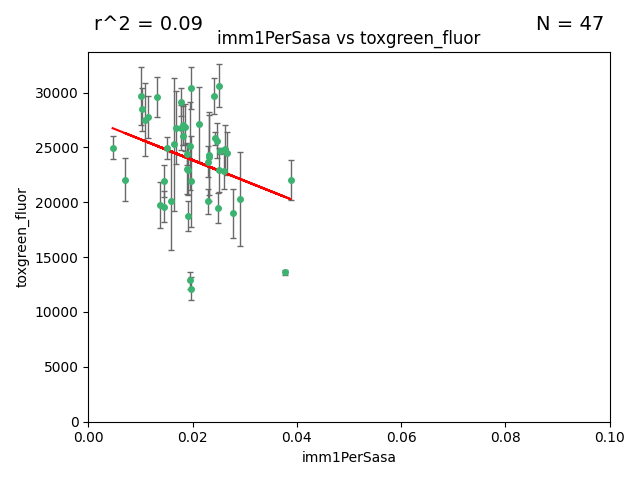 r^2 = 0.09
N = 47
imm1PerSasa vs toxgreen_fluor
toxgreen_fluor
30000
25000
20000
15000
10000
5000
0
0.00 0.02 0.04 0.06 0.08 0.10
imm1PerSasa